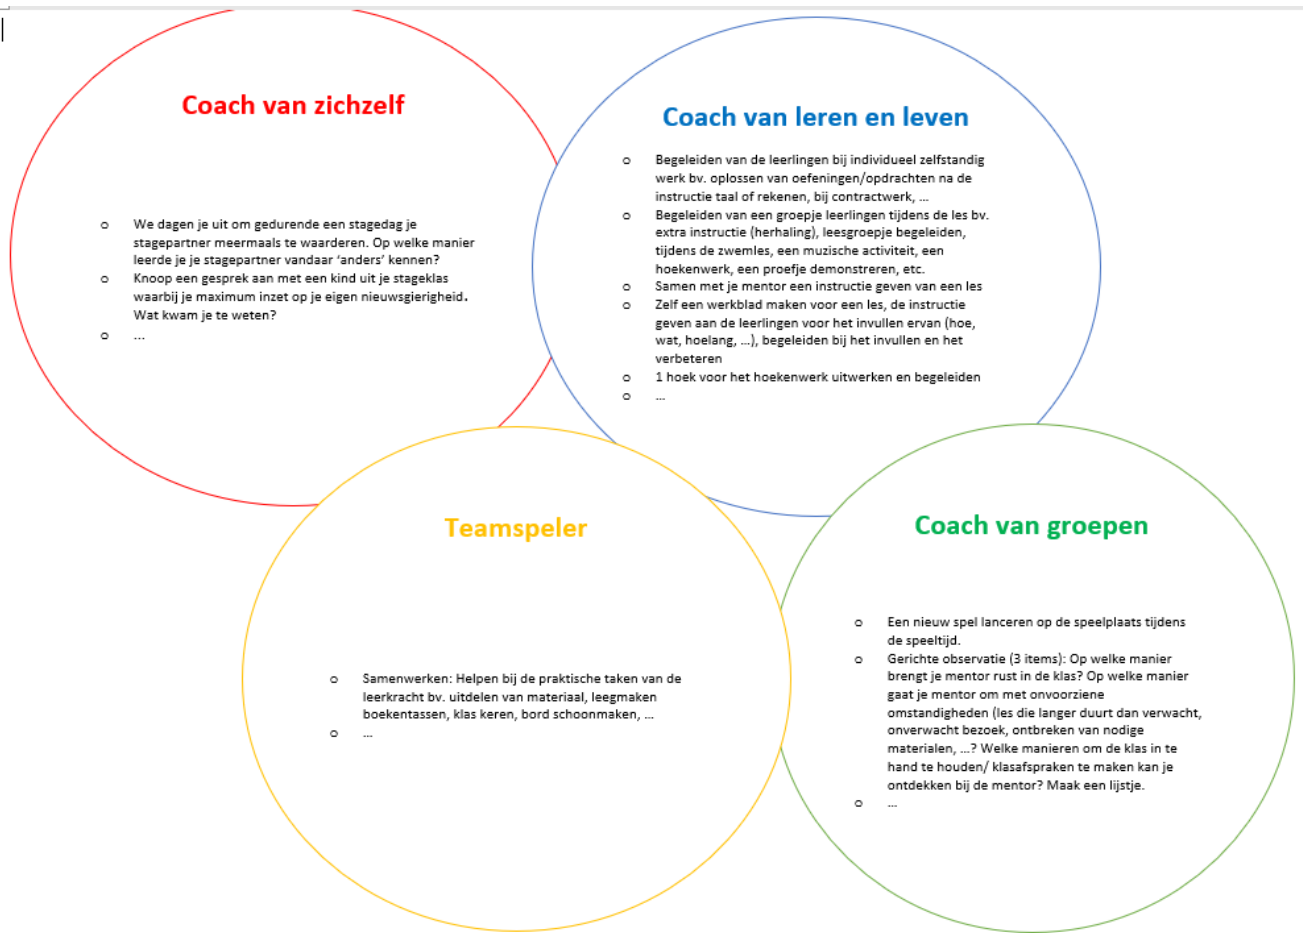 Coach van zichzelf
o We dagen je uit om gedurende een stagedag je
stagepartner meermaals te waarderen. Op welke manier
leerde je je stagepartner vandaar ‘anders’ kennen?
o Knoop een gesprek aan met een kind uit je stageklas
waarbij je maximum inzet op je eigen nieuwsgierigheid.
Wat kwam je te weten?
o ...
Coach van leren en leven
o Begeleiden van de leerlingen bij individueel zelfstandig
werk bv. oplossen van oefeningen/opdrachten na de
instructie taal of rekenen, bij contractwerk, ...
o Begeleiden van een groepje leerlingen tijdens de les bv.
extra instructie (herhaling), leesgroepje begeleiden,
tijdens de zwemles, een muzische activiteit, een
hoekenwerk, een proefje demonstreren, etc.
o Samen met je mentor een instructie geven van een les
o Zelf een werkblad maken voor een les, de instructie
geven aan de leerlingen voor het invullen ervan (hoe,
wat, hoelang, ...), begeleiden bij het invullen en het
verbeteren
o 1 hoek voor het hoekenwerk uitwerken en begeleiden
o ...
Teamspeler
o Samenwerken: Helpen bij de praktische taken van de
leerkracht bv. uitdelen van materiaal, leegmaken
boekentassen, klas keren, bord schoonmaken, ...
o ...
Coach van groepen
o Een nieuw spel lanceren op de speelplaats tijdens
de speeltijd.
o Gerichte observatie (3 items): Op welke manier
brengt je mentor rust in de klas? Op welke manier
gaat je mentor om met onvoorziene
omstandigheden (les die langer duurt dan verwacht,
onverwacht bezoek, ontbreken van nodige
materialen, ...? Welke manieren om de klas in te
hand te houden/ klasafspraken te maken kan je
ontdekken bij de mentor? Maak een lijstje.
o ...